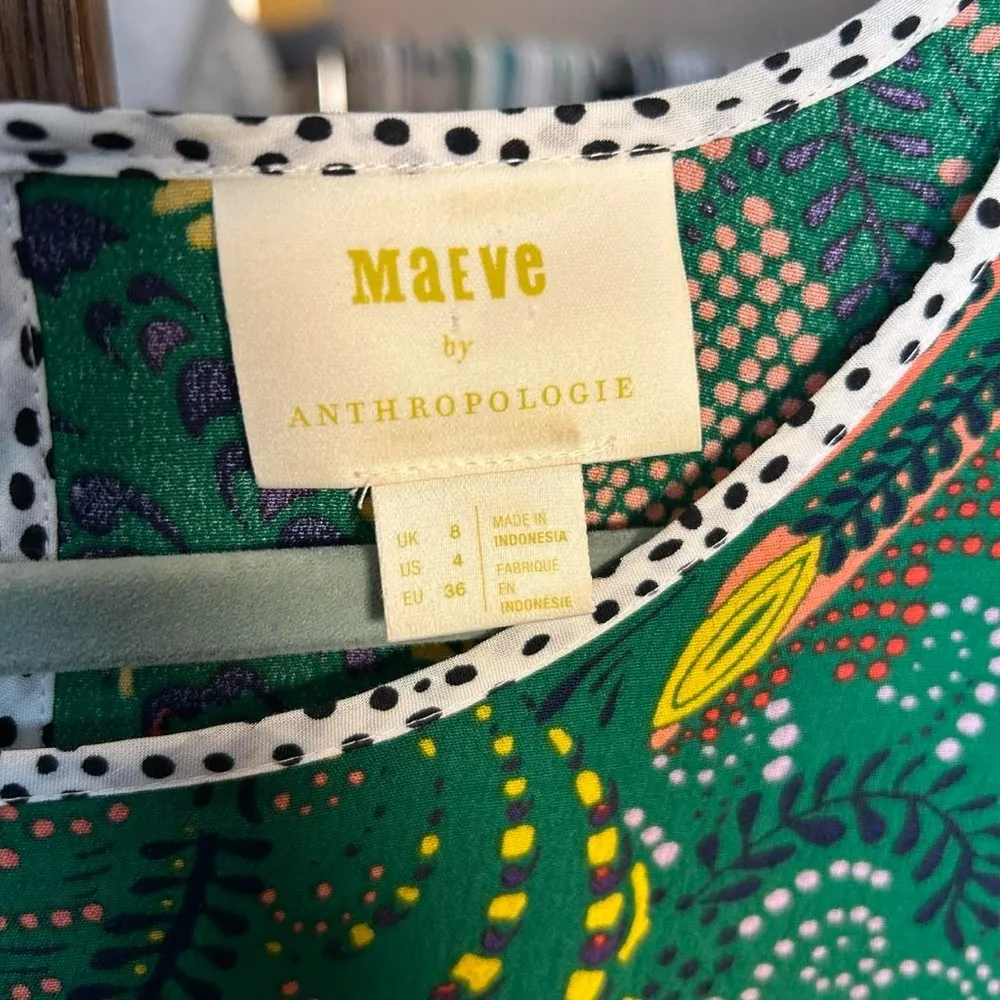 MaEve
by
ANTHROPOLOGIE
UK 8
US 4
EU 36
MADE IN
INDONESIA
FABRIQUE
EN
INDONÉSIE